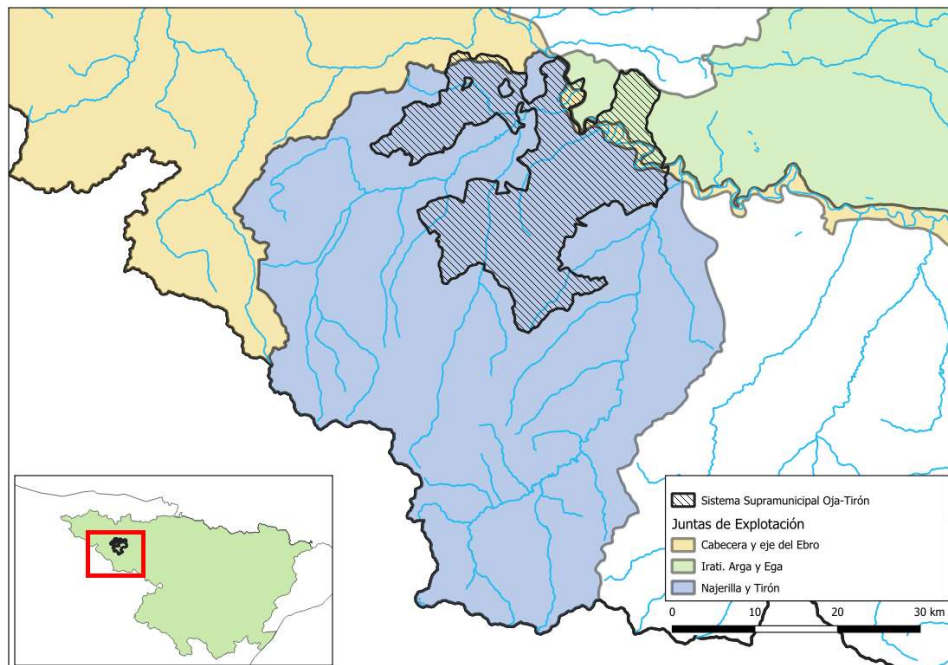 Sistema Supramunicipal Oja-Tirón
Juntas de Explotación
Cabecera y eje del Ebro
Irati. Arga y Ega
Najerilla y Tirón
0 10 20 30 km